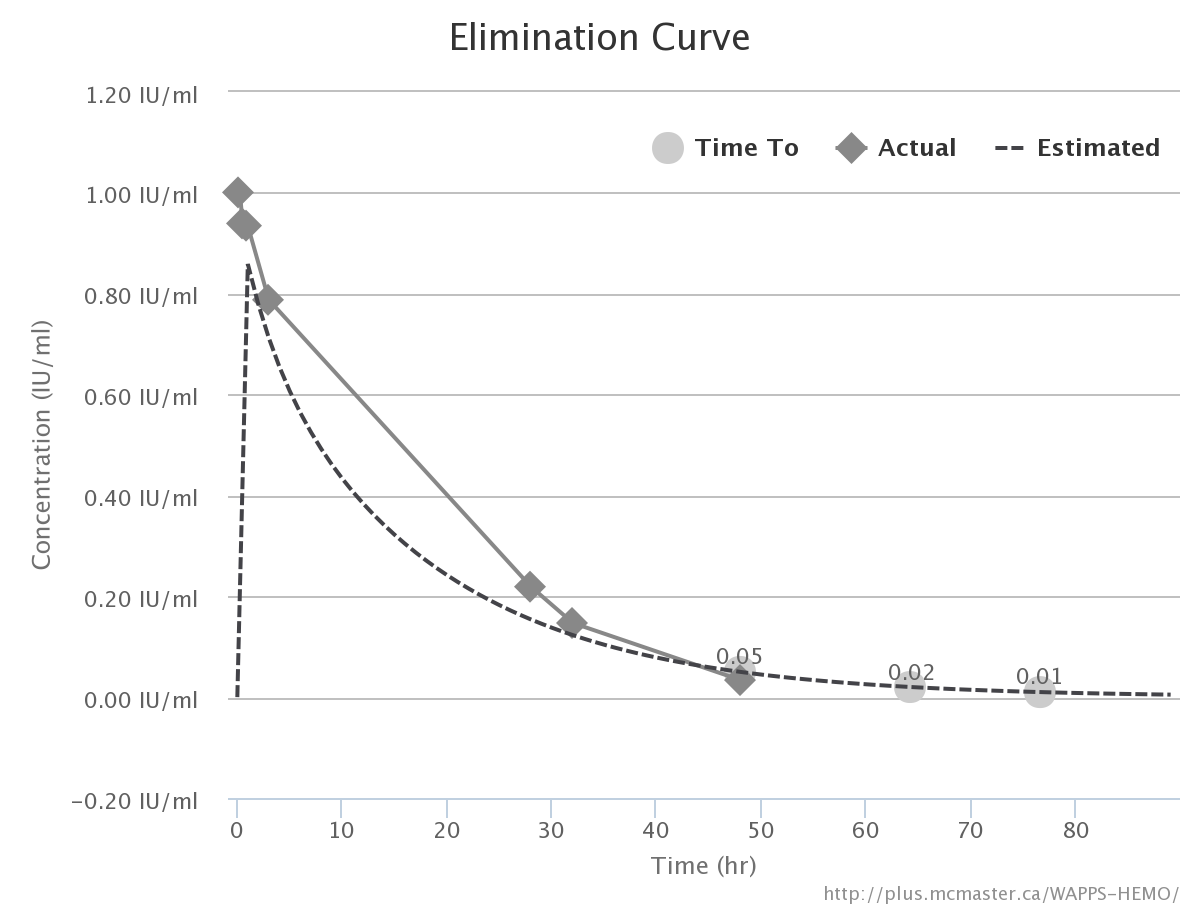 Elimination Curve
1.20 IU/ml
Time To Actual Estimated
1.00 IU/ml
0.80 IU/ml
0.60 IU/ml
0.40 IU/ml
0.20 IU/ml
0.05 0.02 0.01
0.00 IU/ml
−0.20 IU/ml
Concentration (IU/ml)
0 10 20 30 40 50 60 70 80
Time (hr)
http://plus.mcmaster.ca/WAPPS-HEMO/